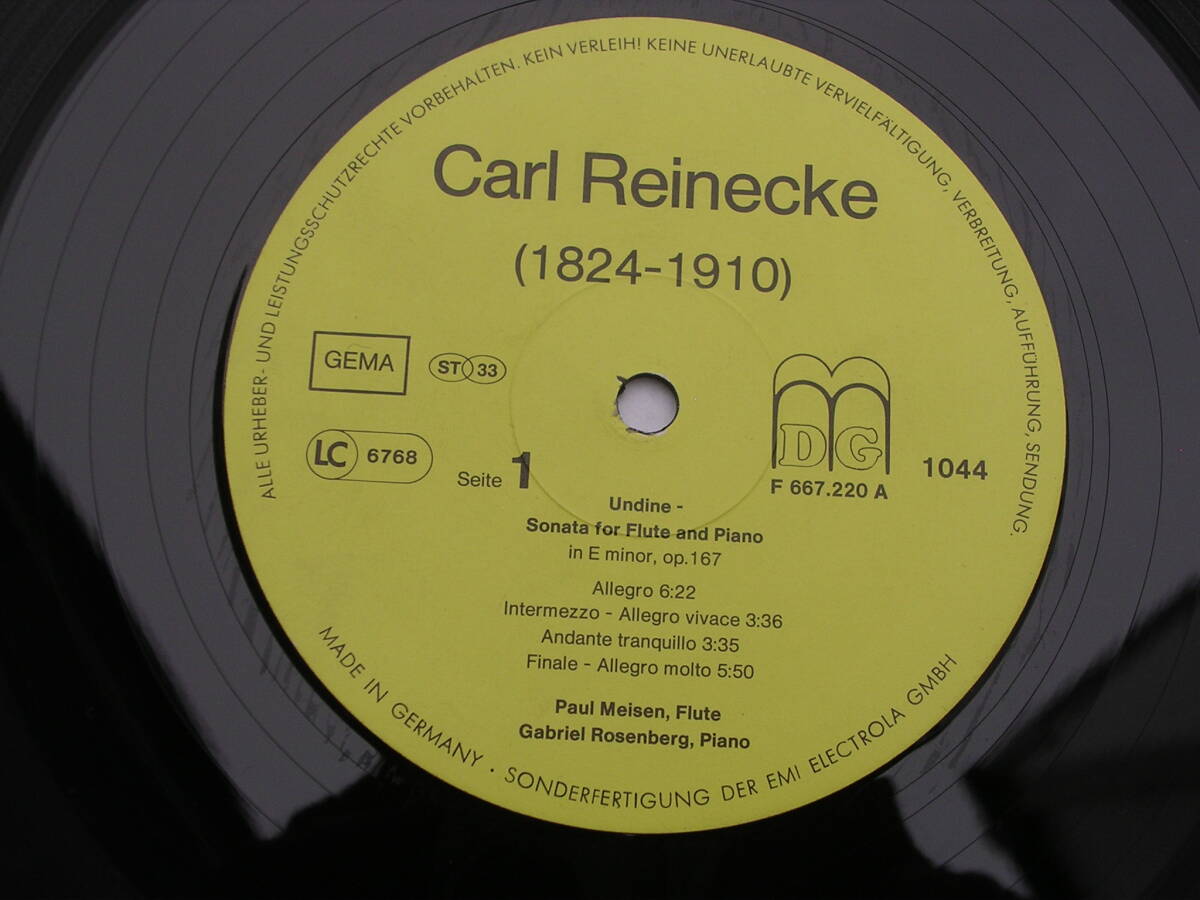 ALLE URHEBER- UND LEISTUNGSSCHUTZRECHTE VORBEHALTEN. KEIN VERLEIH! KEINE UNERLAUBTE VERVIELFÄLTIGUNG, VERBREITUNG, AUFFÜHRUNG, SENDUNG.
Carl Reinecke
(1824-1910)
GEMA
ST 33
LC 6768
Seite 1
MDG
F 667.220 A
1044
Undine -
Sonata for Flute and Piano
in E minor, op.167
Allegro 6:22
Intermezzo - Allegro vivace 3:36
Andante tranquillo 3:35
Finale - Allegro molto 5:50
Paul Meisen, Flute
Gabriel Rosenberg, Piano
MADE IN GERMANY · SONDERFERTIGUNG DER EMI ELECTROLA GMBH